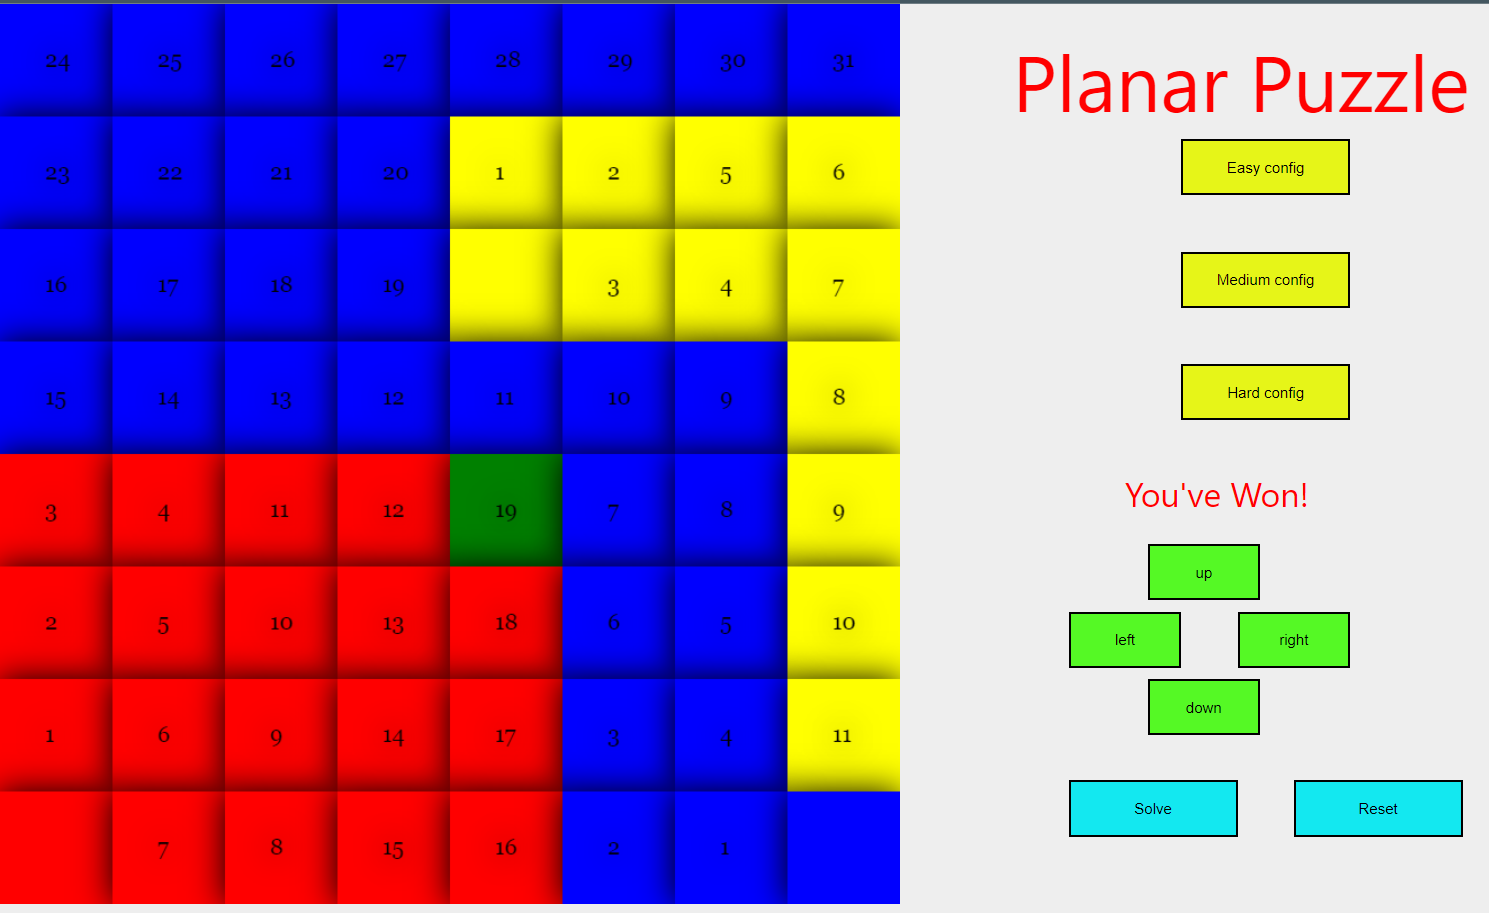 24 25 26 27 28 29 30 31
Planar Puzzle
23 22 21 20 1 2 5 6
Easy config
16 17 18 19 3 4 7
Medium config
15 14 13 12 11 10 9 8
Hard config
3 4 11 12 19 7 8 9
You've Won!
up
2 5 10 13 18 6 5 10
left right
1 6 9 14 17 3 4 11
down
7 8 15 16 2 1
Solve Reset